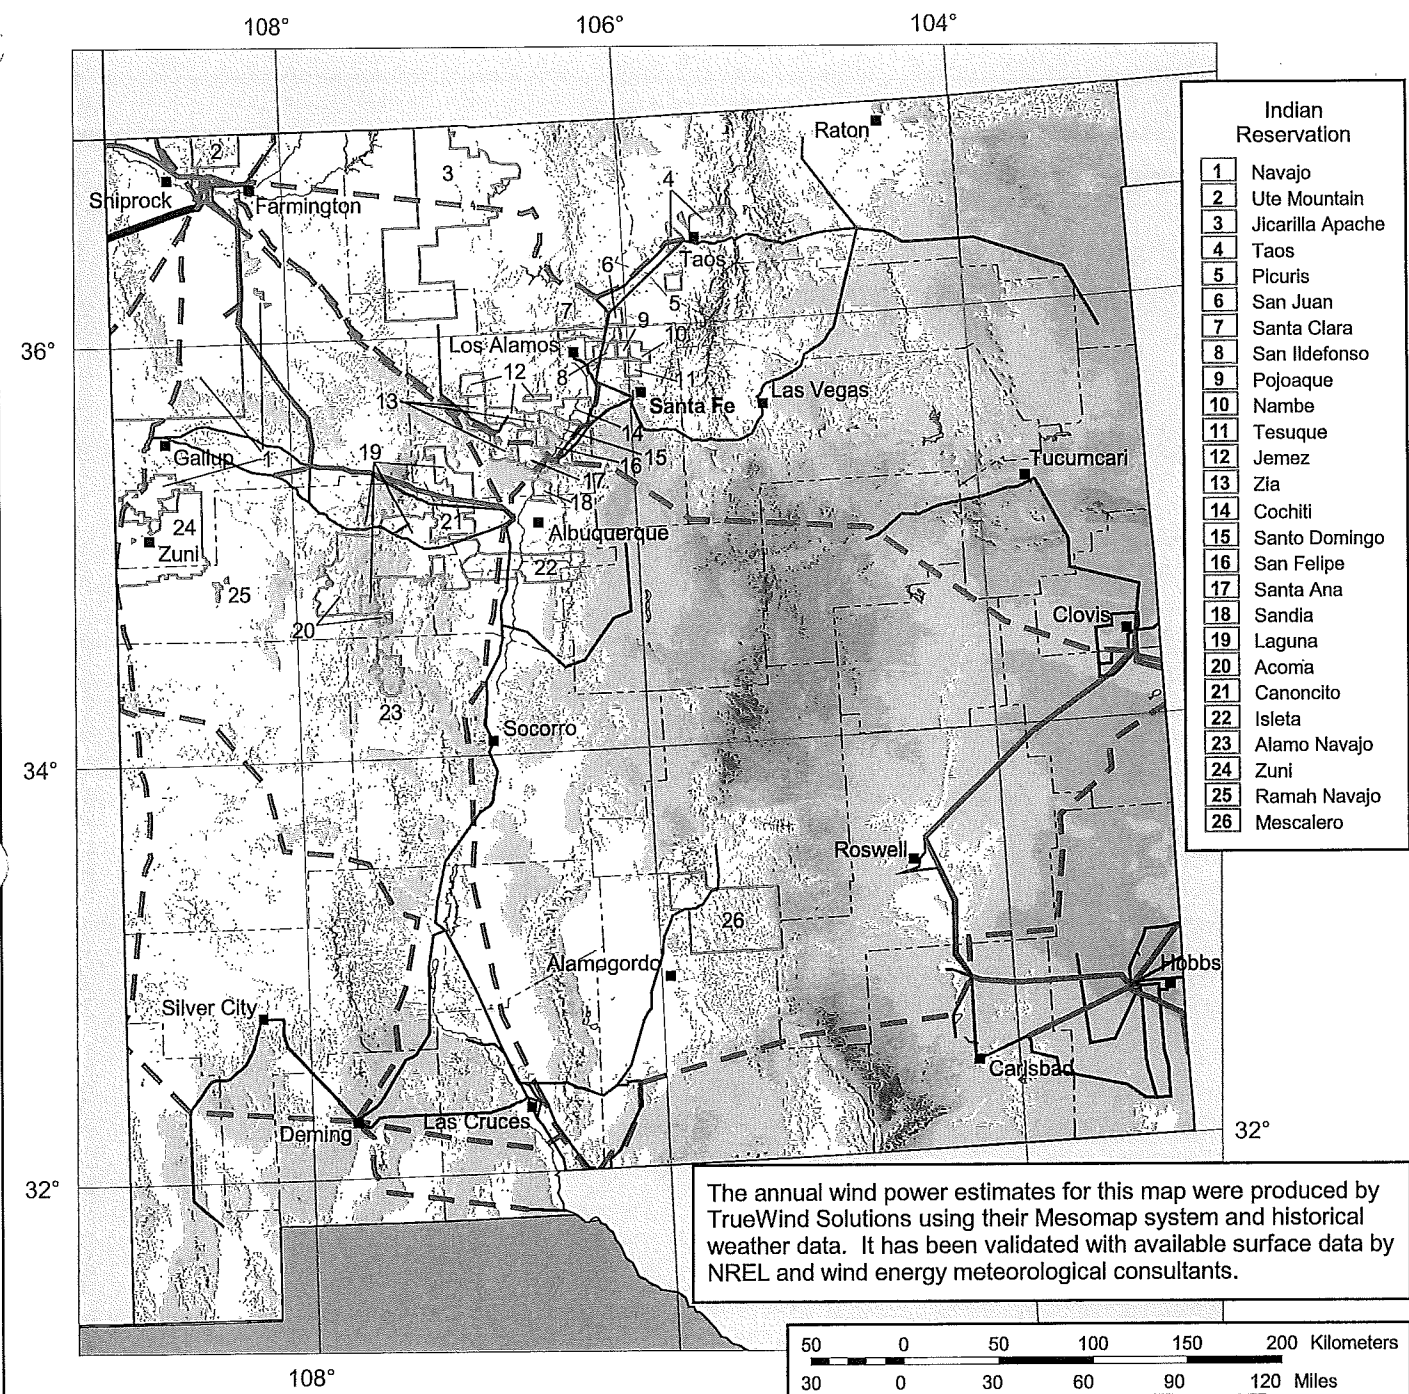 108°
106°
104°
Raton
Indian
Reservation
1 Navajo
2 Ute Mountain
3 Jicarilla Apache
4 Taos
5 Picuris
6 San Juan
7 Santa Clara
8 San Ildefonso
9 Pojoaque
10 Nambe
11 Tesuque
12 Jemez
13 Zia
14 Cochiti
15 Santo Domingo
16 San Felipe
17 Santa Ana
18 Sandia
19 Laguna
20 Acoma
21 Canoncito
22 Isleta
23 Alamo Navajo
24 Zuni
25 Ramah Navajo
26 Mescalero
2
3
4
Shiprock
Farmington
Taos
6
5
7
9
10
36°
Los Alamos
8
12
11
Las Vegas
13
Santa Fe
14
Gallup
1
19
15
16
Tucumcari
17
18
24
21
Albuquerque
Zuni
22
25
Clovis
20
23
Socorro
34°
Roswell
26
Alamogordo
Hobbs
Silver City
Carlsbad
Las Cruces
Deming
32°
32°
The annual wind power estimates for this map were produced by
TrueWind Solutions using their Mesomap system and historical
weather data. It has been validated with available surface data by
NREL and wind energy meteorological consultants.
50 0 50 100 150 200 Kilometers
30 0 30 60 90 120 Miles
108°